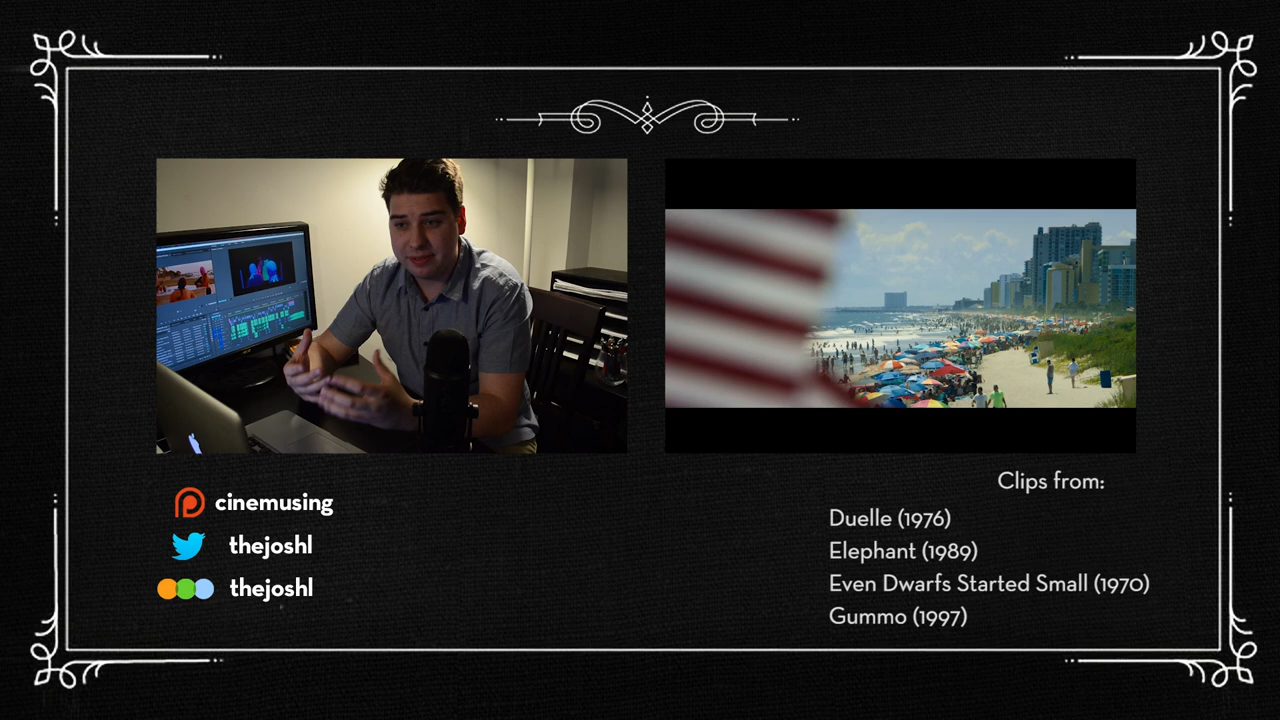 cinemusing
thejoshl
thejoshl
Clips from:
Duelle (1976)
Elephant (1989)
Even Dwarfs Started Small (1970)
Gummo (1997)